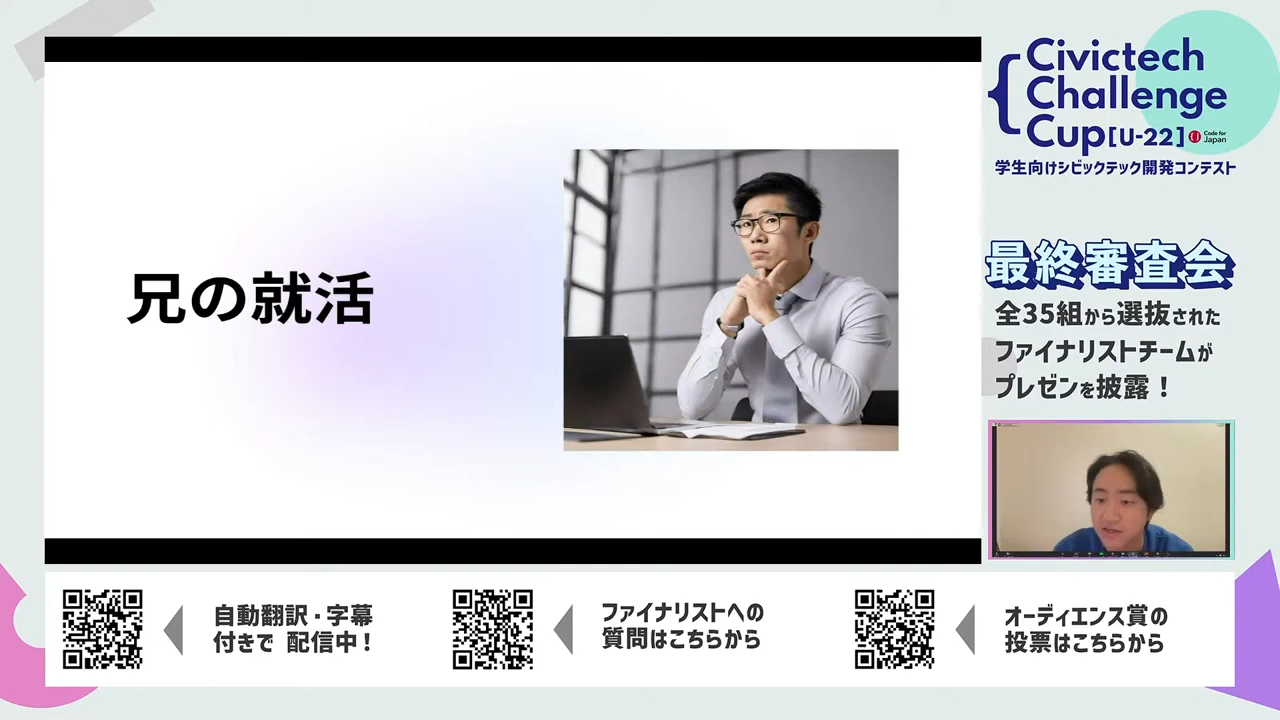 兄の就活
Civictech
Challenge
Cup[U-22]
Code for
Japan
学生向けシビックテック開発コンテスト
最終審査会
全35組から選抜された
ファイナリストチームが
プレゼンを披露！
自動翻訳・字幕
付きで 配信中！
ファイナリストへの
質問はこちらから
オーディエンス賞の
投票はこちらから